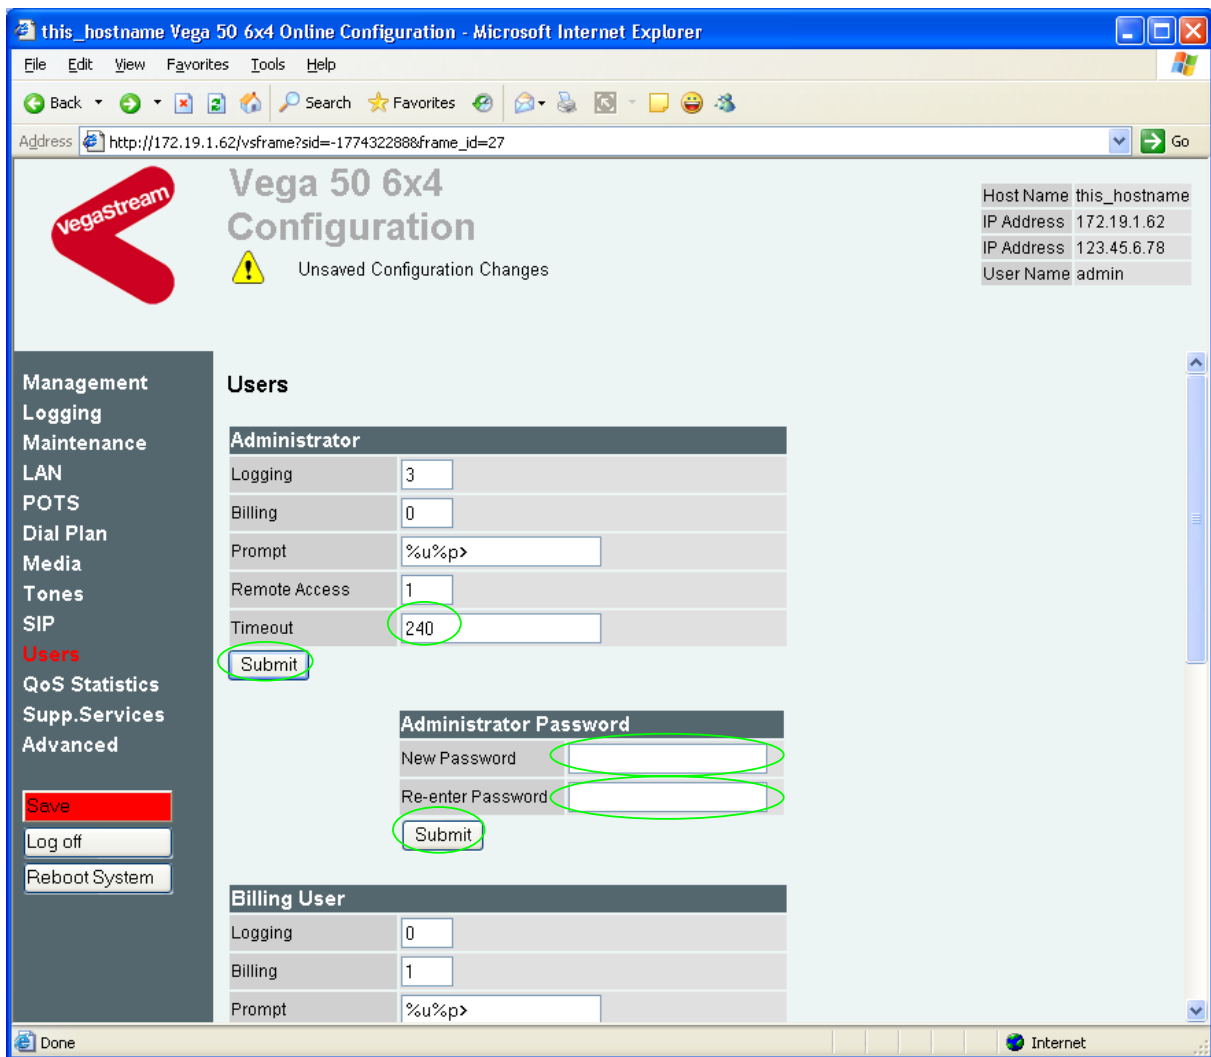 this_hostname Vega 50 6x4 Online Configuration - Microsoft Internet Explorer
File Edit View Favorites Tools Help
Back Search Favorites
Address http://172.19.1.62/vsframe?sid=-1774322888&frame_id=27 Go
vegastream
Vega 50 6x4
Configuration
Unsaved Configuration Changes
Host Name this_hostname
IP Address 172.19.1.62
IP Address 123.45.6.78
User Name admin
Management
Logging
Maintenance
LAN
POTS
Dial Plan
Media
Tones
SIP
Users
QoS Statistics
Supp.Services
Advanced
Save
Log off
Reboot System
Users
Administrator
Logging 3
Billing 0
Prompt %u%p>
Remote Access 1
Timeout 240
Submit
Administrator Password
New Password
Re-enter Password
Submit
Billing User
Logging 0
Billing 1
Prompt %u%p>
Done Internet